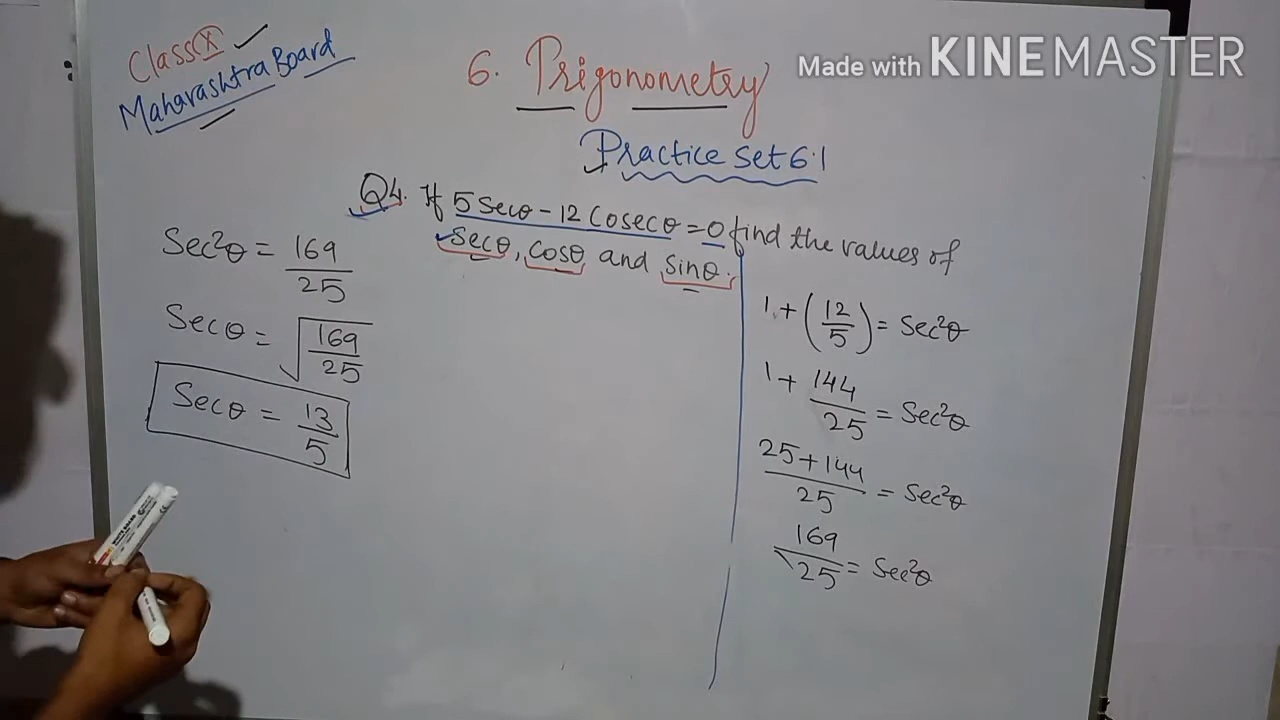 Class X
Maharashtra Board
Made with KINEMASTER
6. Trigonometry
Practice Set 6.1
Q4. If 5 Secθ - 12 Cosecθ = 0 find the values of
Secθ, Cosθ and Sinθ.
Sec²θ = 169/25
Secθ = √169/25
Secθ = 13/5
1 + (12/5) = Sec²θ
1 + 144/25 = Sec²θ
25+144/25 = Sec²θ
169/25 = Sec²θ